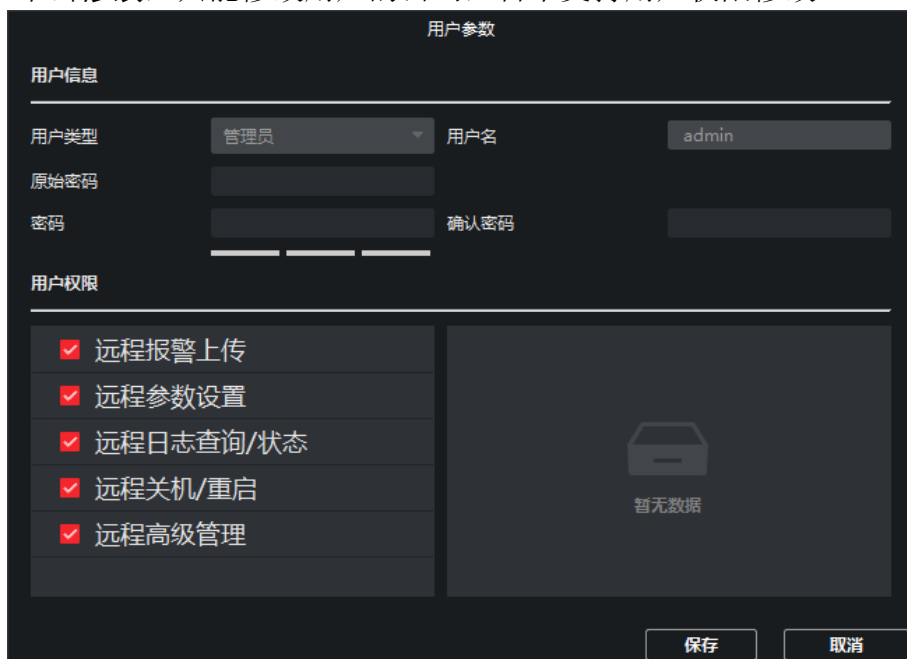 用户参数
用户信息
用户类型 管理员 用户名 admin
原始密码
密码 确认密码
用户权限
远程报警上传
远程参数设置
远程日志查询/状态
远程关机/重启
远程高级管理
暂无数据
保存 取消